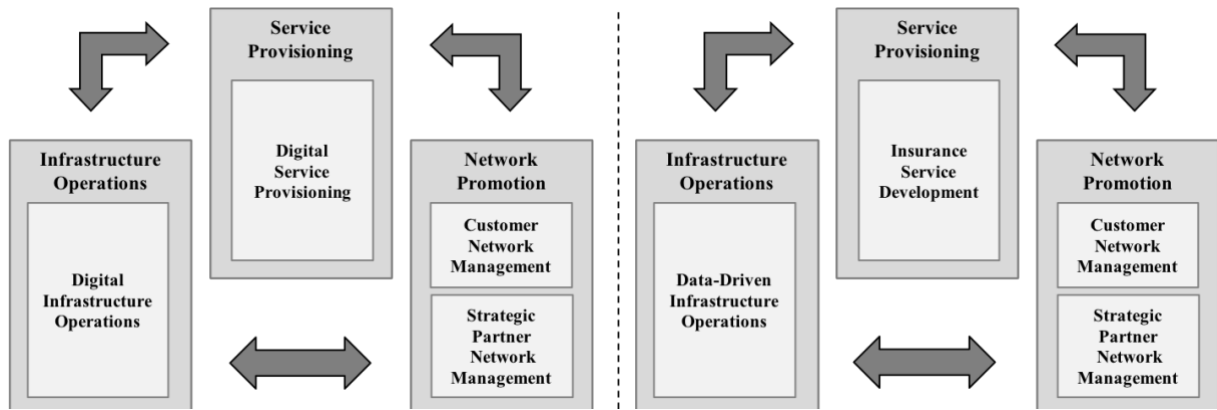 Service
Provisioning
Digital
Service
Provisioning
Infrastructure
Operations
Digital
Infrastructure
Operations
Network
Promotion
Customer
Network
Management
Strategic
Partner
Network
Management
Service
Provisioning
Insurance
Service
Development
Infrastructure
Operations
Data-Driven
Infrastructure
Operations
Network
Promotion
Customer
Network
Management
Strategic
Partner
Network
Management